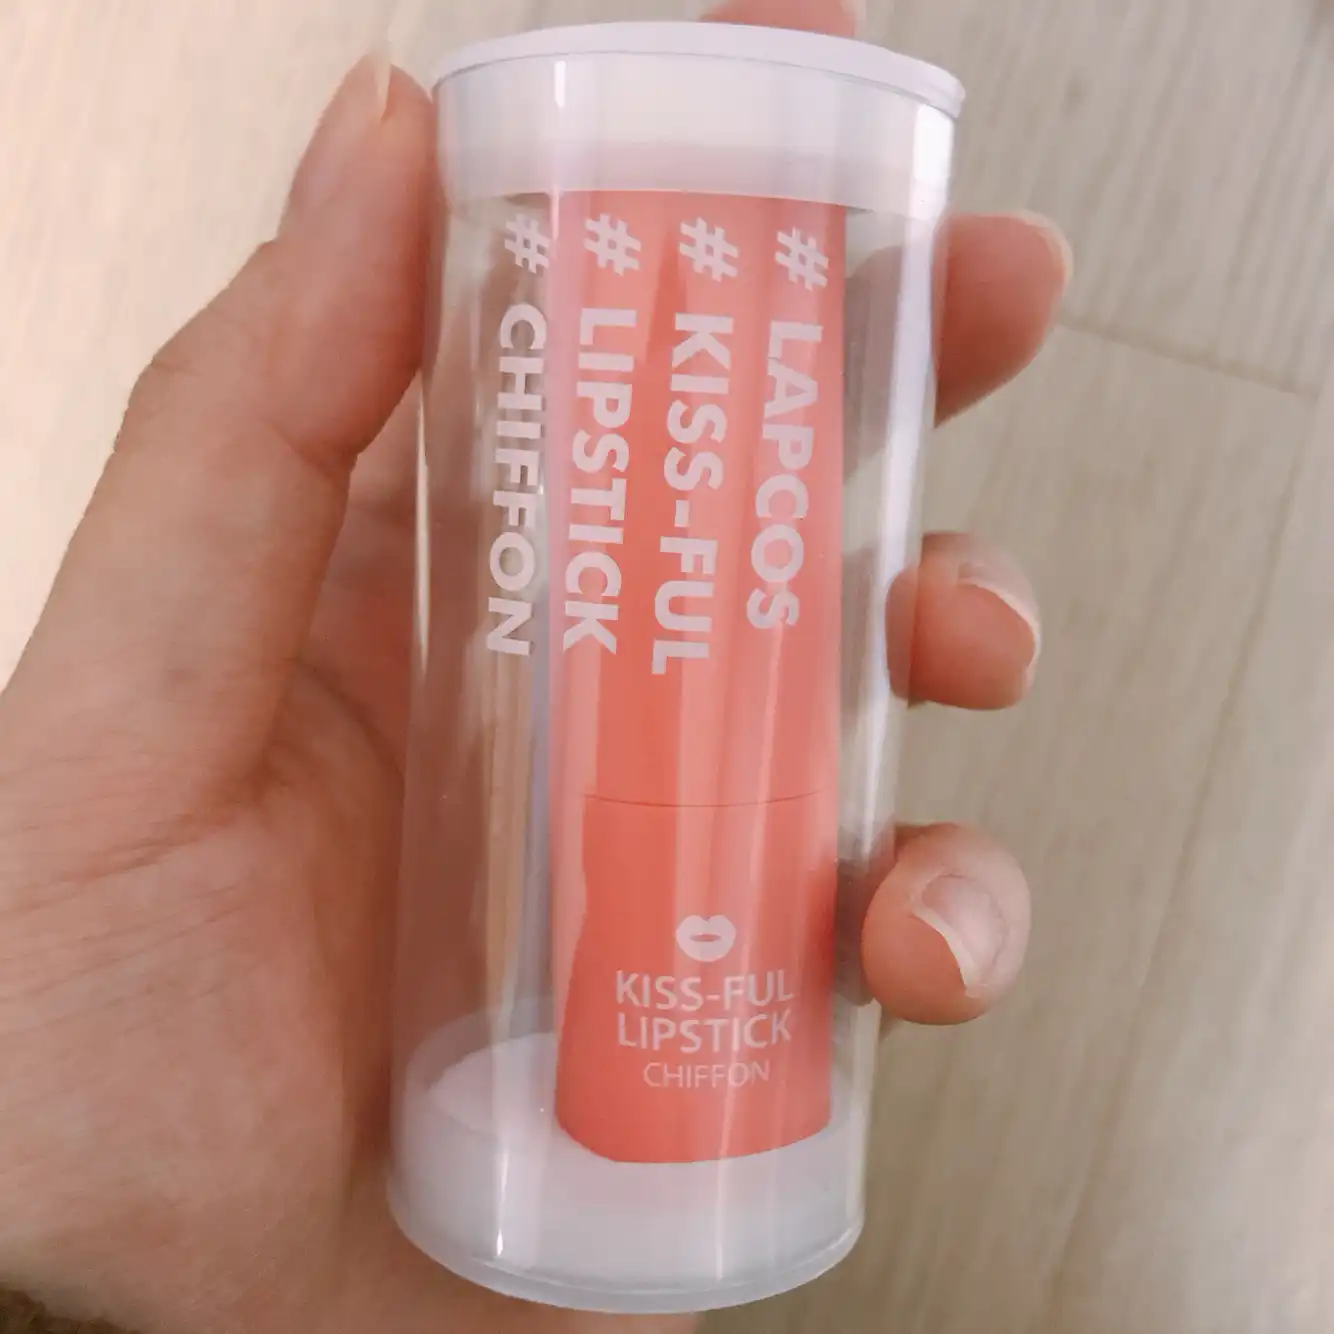 # LAPCOS
# KISS-FUL
# LIPSTICK
# CHIFFON
KISS-FUL
LIPSTICK
CHIFFON